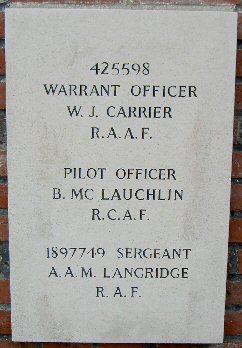 425598
WARRANT OFFICER
W. J. CARRIER
R.A.A.F.
PILOT OFFICER
B. MC LAUCHLIN
R.C.A.F.
1897749 SERGEANT
A.A.M. LANGRIDGE
R.A.F.